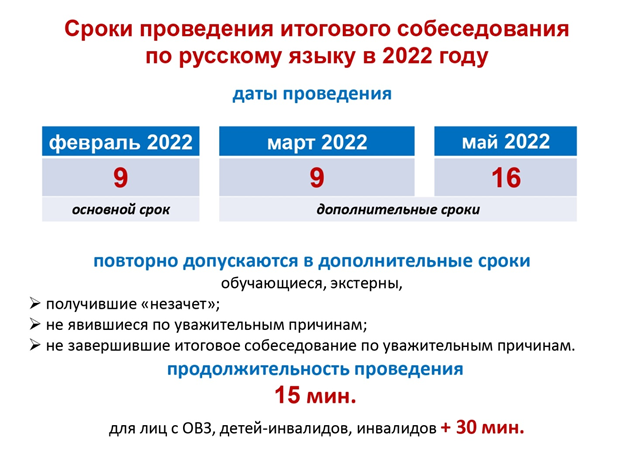 Сроки проведения итогового собеседования
по русскому языку в 2022 году
даты проведения
февраль 2022
март 2022
май 2022
9
9
16
основной срок
дополнительные сроки
повторно допускаются в дополнительные сроки
обучающиеся, экстерны,
➢ получившие «незачет»;
➢ не явившиеся по уважительным причинам;
➢ не завершившие итоговое собеседование по уважительным причинам.
продолжительность проведения
15 мин.
для лиц с ОВЗ, детей-инвалидов, инвалидов + 30 мин.